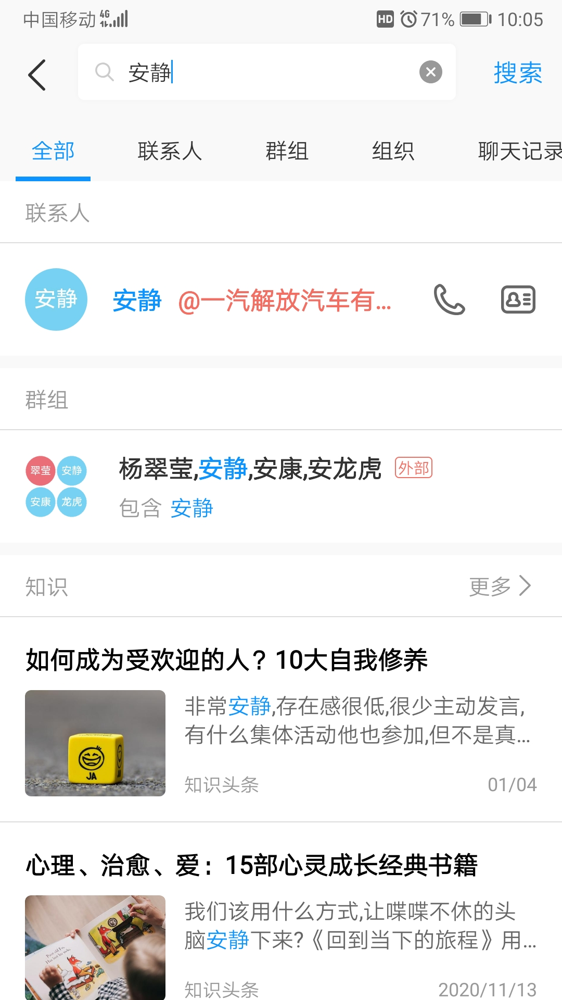 中国移动 4G HD 71% 10:05
安静 搜索
全部 联系人 群组 组织 聊天记录
联系人
安静 安静 @一汽解放汽车有...
群组
翠莹 安静 杨翠莹,安静,安康,安龙虎 外部
安康 龙虎 包含 安静
知识 更多
如何成为受欢迎的人？10大自我修养
非常安静,存在感很低,很少主动发言,
有什么集体活动他也参加,但不是真...
JA
知识头条 01/04
心理、治愈、爱：15部心灵成长经典书籍
我们该用什么方式,让喋喋不休的头
脑安静下来?《回到当下的旅程》用...
Poor old Fox
Has lost his socks.
知识头条 2020/11/13